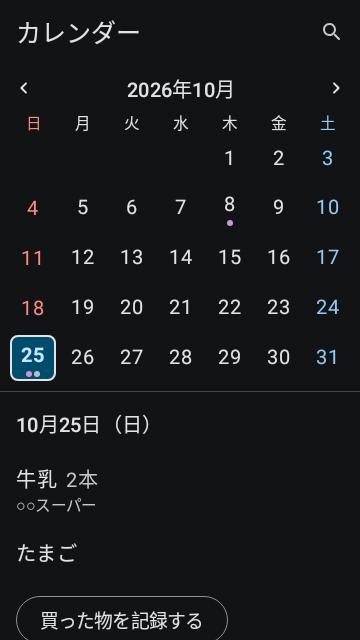 カレンダー
2026年10月
日 月 火 水 木 金 土
1 2 3
4 5 6 7 8 9 10
11 12 13 14 15 16 17
18 19 20 21 22 23 24
25 26 27 28 29 30 31
10月25日（日）
牛乳 2本
○○スーパー
たまご
買った物を記録する